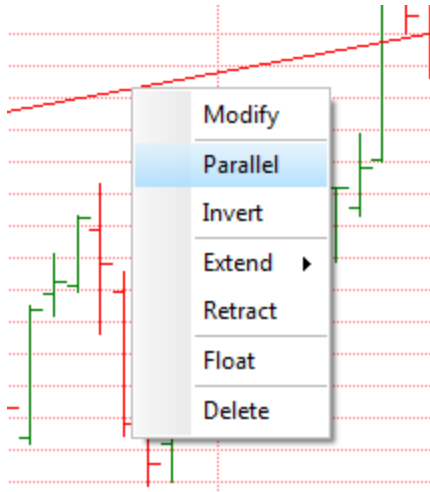 Modify
Parallel
Invert
Extend
Retract
Float
Delete